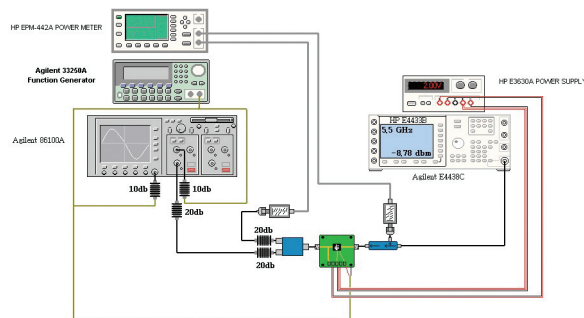 HP EPM-442A POWER METER
Agilent 33250A
Function Generator
HP E3630A POWER SUPPLY
2.00V
Agilent 86100A
HP E4433B
5,5 GHz
-8,78 dbm
Agilent E4438C
10db
10db
20db
20db
20db